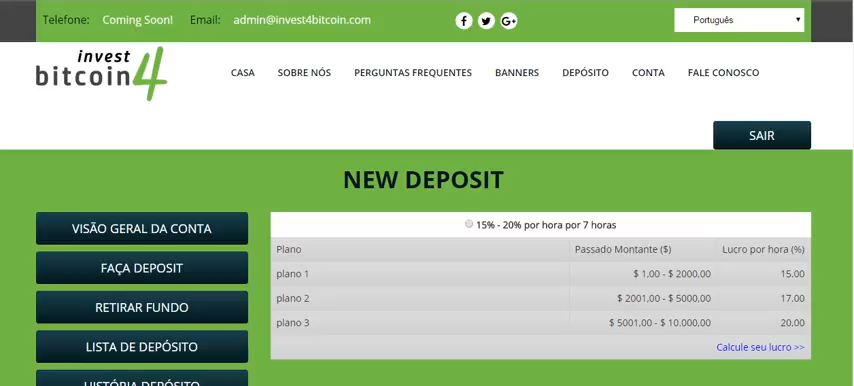 Telefone: Coming Soon! Email: admin@invest4bitcoin.com Português
invest
bitcoin4
CASA SOBRE NÓS PERGUNTAS FREQUENTES BANNERS DEPÓSITO CONTA FALE CONOSCO
SAIR
NEW DEPOSIT
VISÃO GERAL DA CONTA
FAÇA DEPOSIT
RETIRAR FUNDO
LISTA DE DEPÓSITO
HISTÓRIA DEPÓSITO
15% - 20% por hora por 7 horas
Plano Passado Montante ($) Lucro por hora (%)
plano 1 $ 1,00 - $ 2000,00 15.00
plano 2 $ 2001,00 - $ 5000,00 17.00
plano 3 $ 5001,00 - $ 10.000,00 20.00
Calcule seu lucro >>